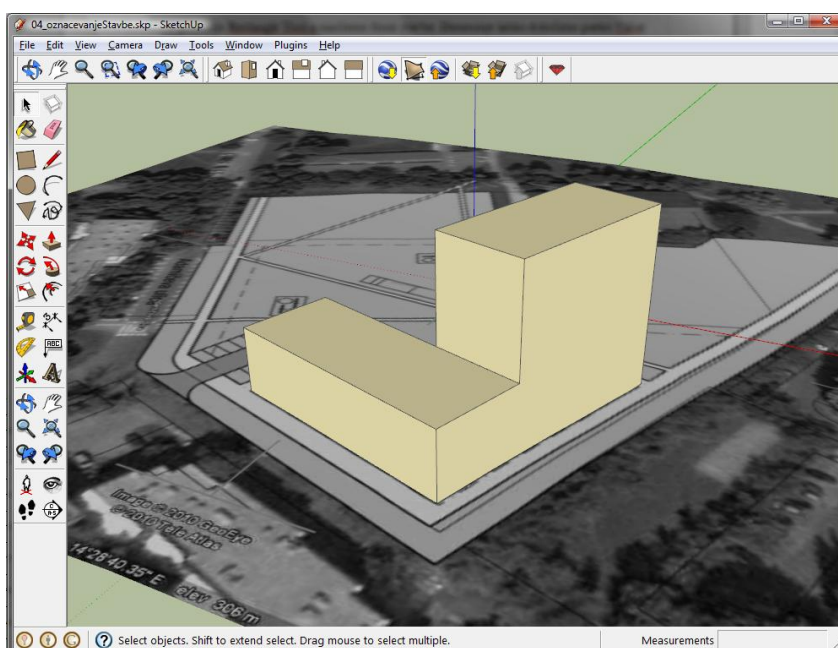 04_oznacevanjeStavbe.skp - SketchUp
File Edit View Camera Draw Tools Window Plugins Help
ABC
Image © 2010 GeoEye
© 2010 Tele Atlas
14°28'40.35" E elev 306 m
Select objects. Shift to extend select. Drag mouse to select multiple.
Measurements